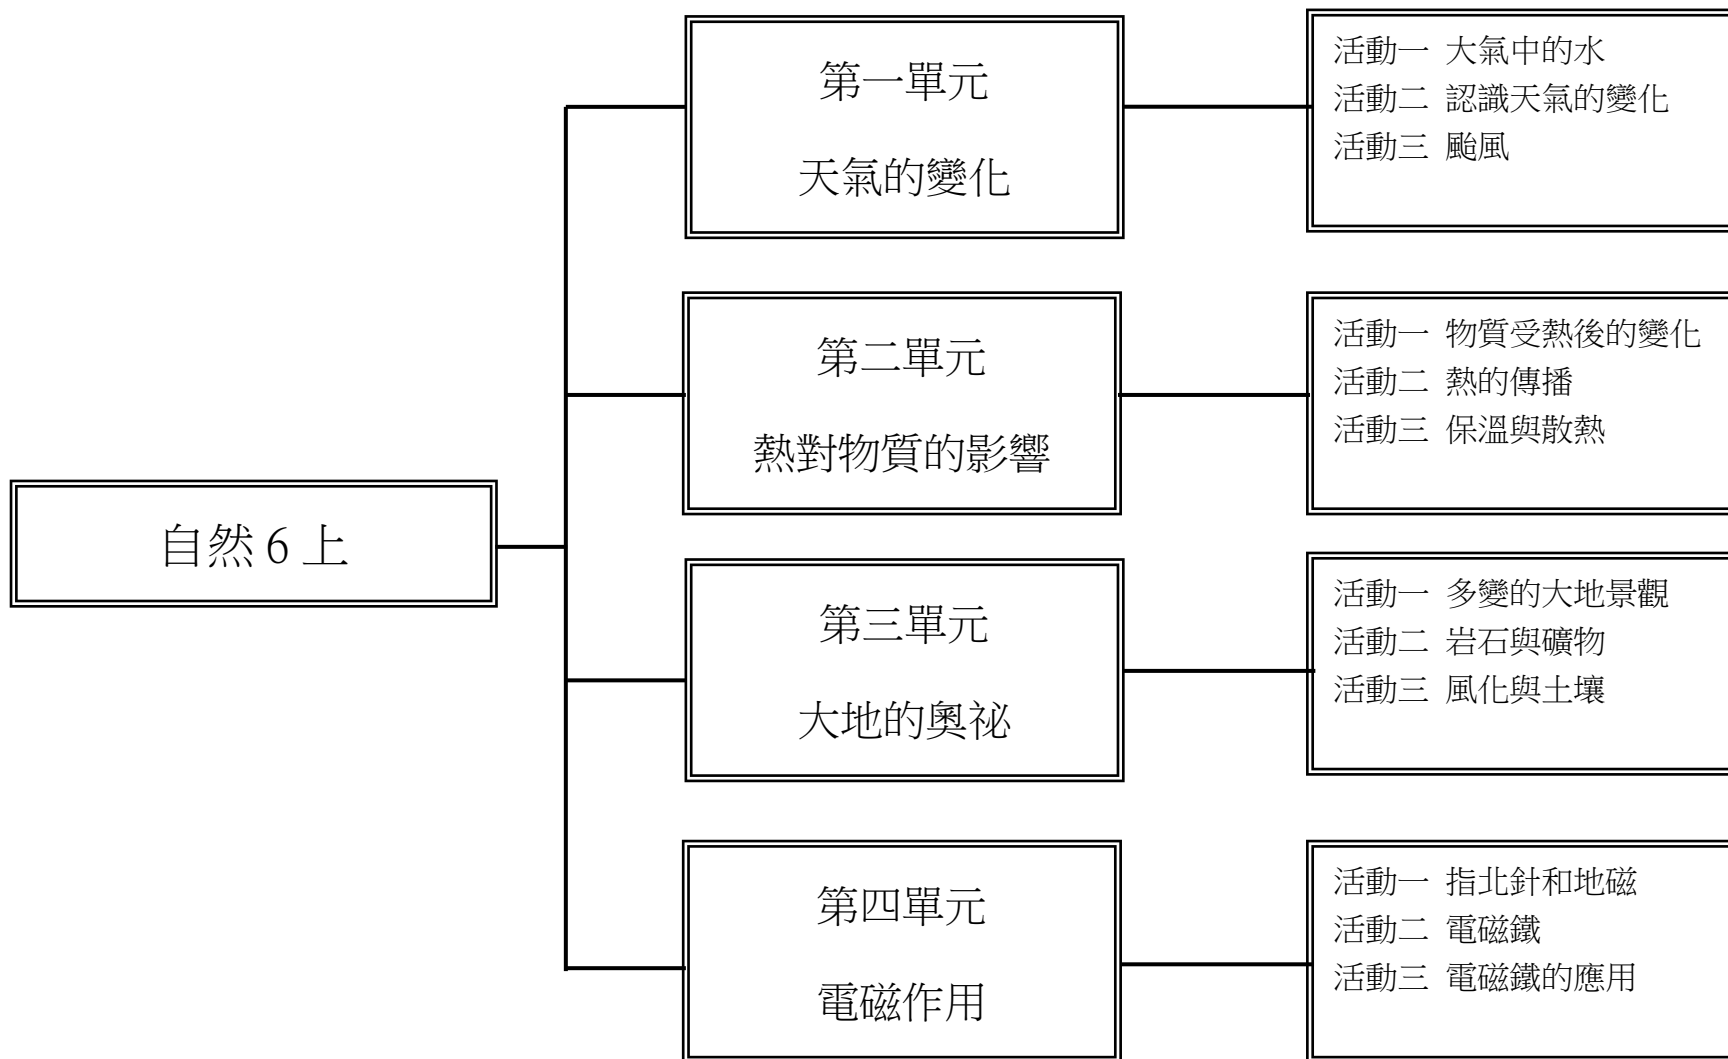 自然 6 上
第一單元
天氣的變化
活動一 大氣中的水
活動二 認識天氣的變化
活動三 颱風
第二單元
熱對物質的影響
活動一 物質受熱後的變化
活動二 熱的傳播
活動三 保溫與散熱
第三單元
大地的奧祕
活動一 多變的大地景觀
活動二 岩石與礦物
活動三 風化與土壤
第四單元
電磁作用
活動一 指北針和地磁
活動二 電磁鐵
活動三 電磁鐵的應用